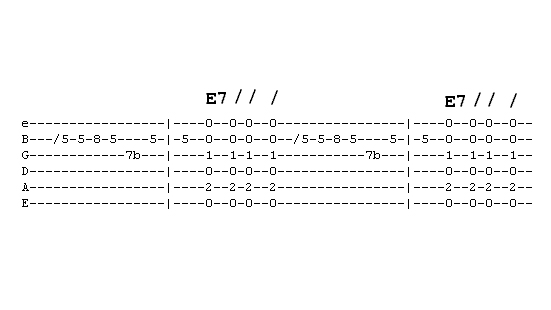 E7 / / / E7 / / /
e-----------------|----0--0-0--0----------------|----0--0-0--0--
B---/5-5-8-5----5-|-5--0--0-0--0--/5-5-8-5----5-|-5--0--0-0--0--
G------------7b---|----1--1-1--1-----------7b---|----1--1-1--1--
D-----------------|----0--0-0--0----------------|----0--0-0--0--
A-----------------|----2--2-2--2----------------|----2--2-2--2--
E-----------------|----0--0-0--0----------------|----0--0-0--0--